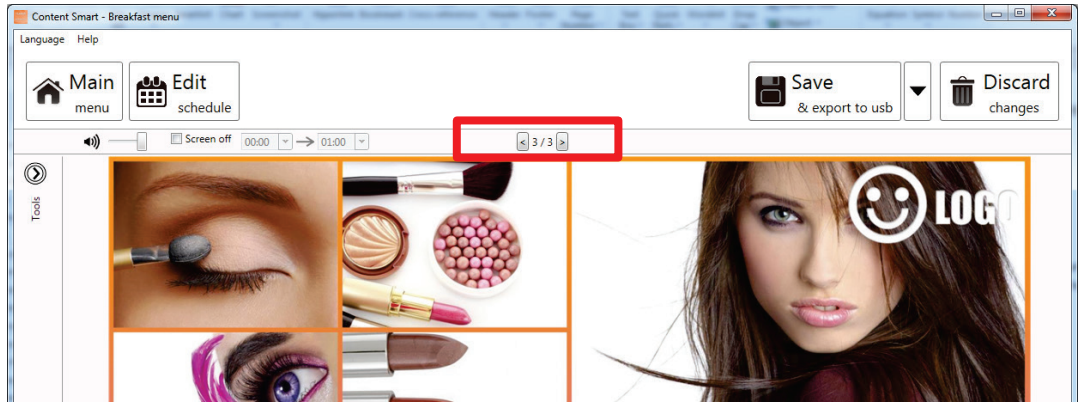 Content Smart - Breakfast menu
Language Help
Main
menu
Edit
schedule
Save
& export to usb
Discard
changes
Screen off 00:00 01:00
< 3 / 3 >
Tools
LOGO